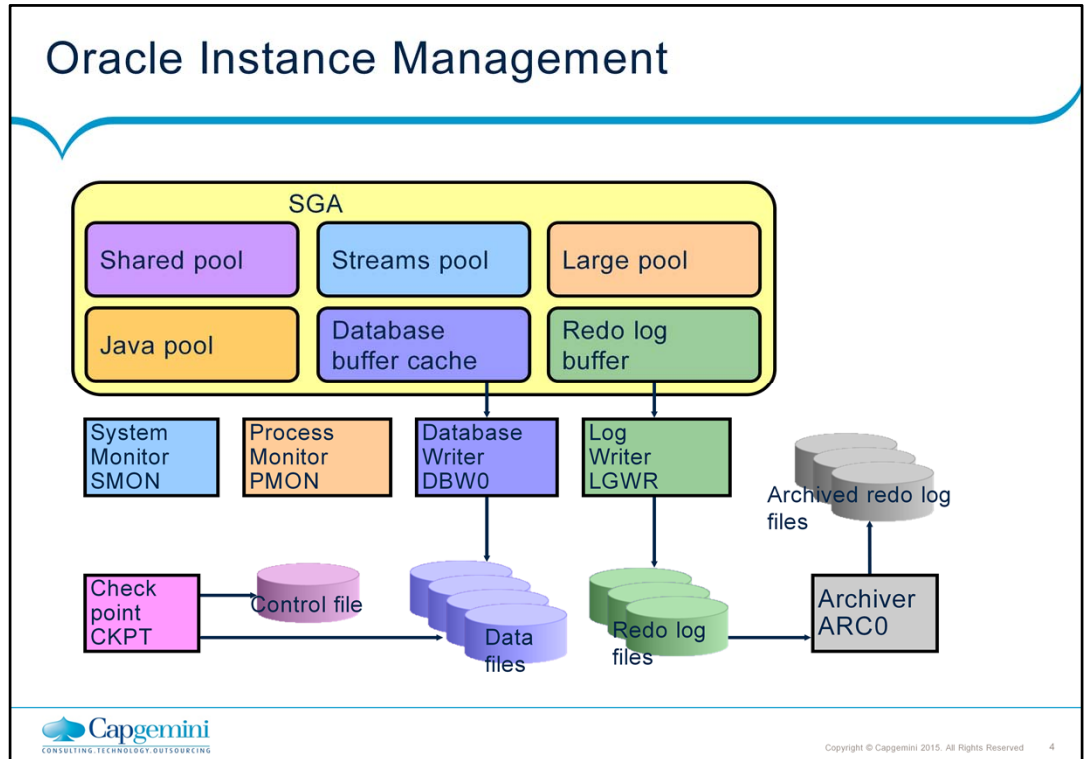 Oracle Instance Management
SGA
Shared pool
Streams pool
Large pool
Java pool
Database
buffer cache
Redo log
buffer
System
Monitor
SMON
Process
Monitor
PMON
Database
Writer
DBW0
Log
Writer
LGWR
Archived redo log
files
Check
point
CKPT
Control file
Data
files
Redo log
files
Archiver
ARC0
Capgemini
CONSULTING.TECHNOLOGY.OUTSOURCING
Copyright © Capgemini 2015. All Rights Reserved 4